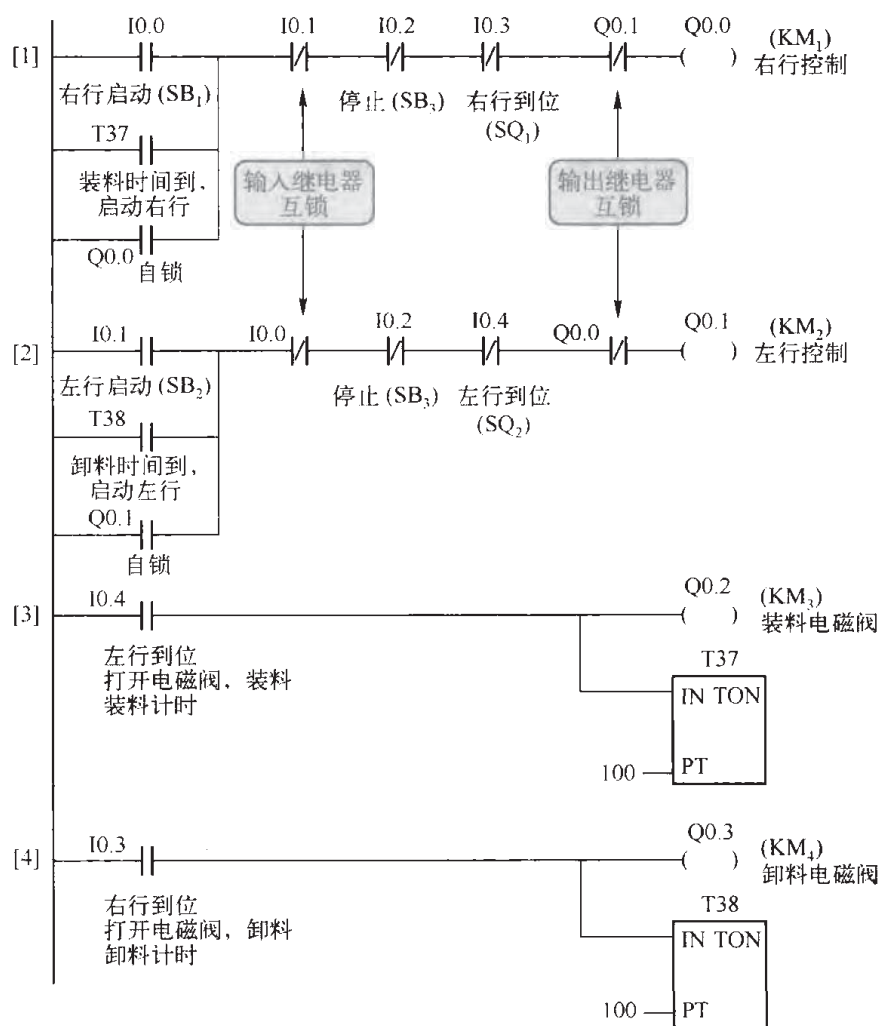 I0.0 I0.1 I0.2 I0.3 Q0.1 Q0.0
[1] (KM₁)
右行控制
右行启动 (SB₁) 停止 (SB₃) 右行到位
(SQ₁)
T37
装料时间到，
启动右行
输入继电器
互锁
输出继电器
互锁
Q0.0
自锁
I0.1 I0.0 I0.2 I0.4 Q0.0 Q0.1
[2] (KM₂)
左行控制
左行启动 (SB₂) 停止 (SB₃) 左行到位
(SQ₂)
T38
卸料时间到，
启动左行
Q0.1
自锁
[3] I0.4 Q0.2 (KM₃)
装料电磁阀
左行到位
打开电磁阀，装料
装料计时
T37
IN TON
100 PT
[4] I0.3 Q0.3 (KM₄)
卸料电磁阀
右行到位
打开电磁阀，卸料
卸料计时
T38
IN TON
100 PT